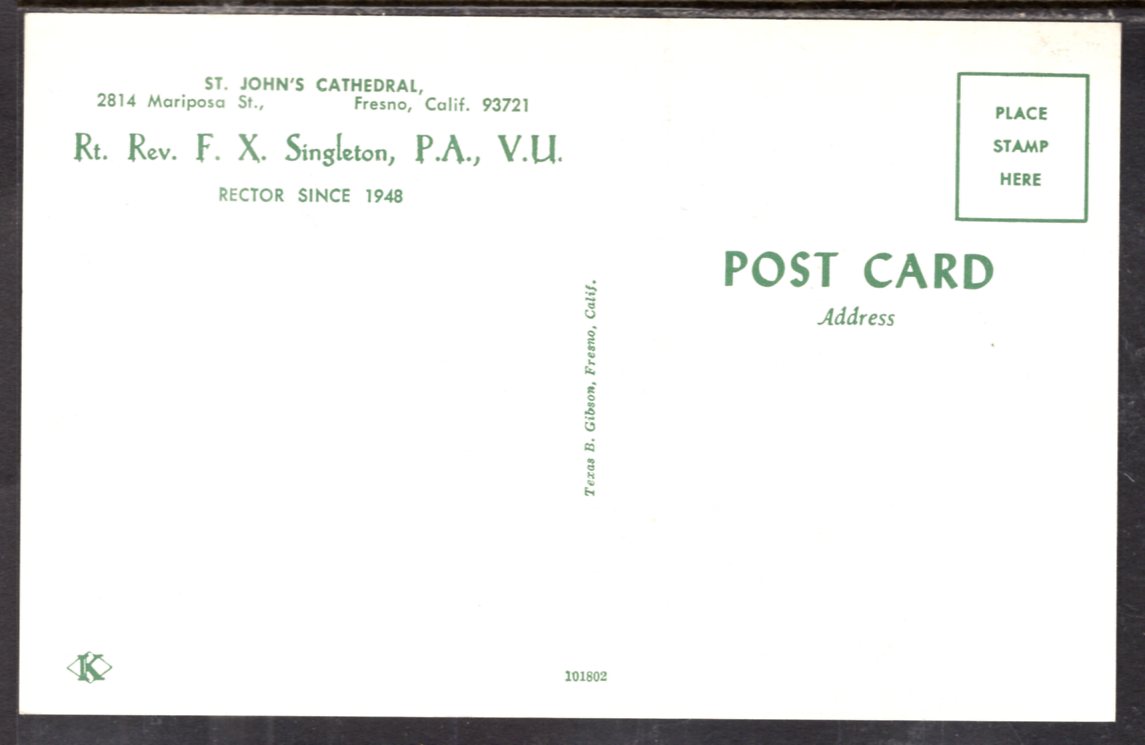 ST. JOHN'S CATHEDRAL,
2814 Mariposa St., Fresno, Calif. 93721
Rt. Rev. F. X. Singleton, P.A., V.U.
RECTOR SINCE 1948
PLACE
STAMP
HERE
POST CARD
Address
Texas B. Gibson, Fresno, Calif.
K
101802